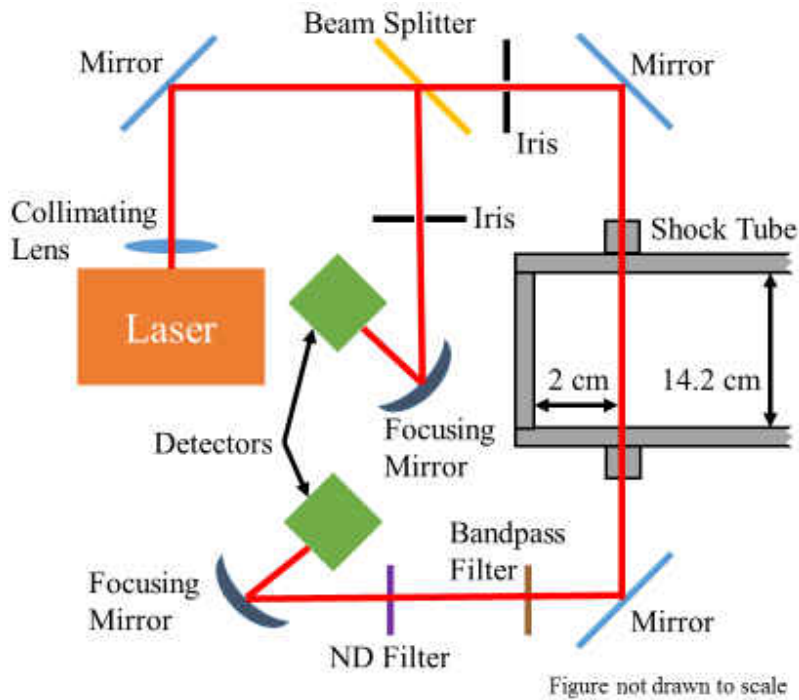 Beam Splitter
Mirror
Mirror
Iris
Collimating
Lens
Iris
Shock Tube
Laser
2 cm
14.2 cm
Detectors
Focusing
Mirror
Bandpass
Filter
Focusing
Mirror
ND Filter
Mirror
Figure not drawn to scale